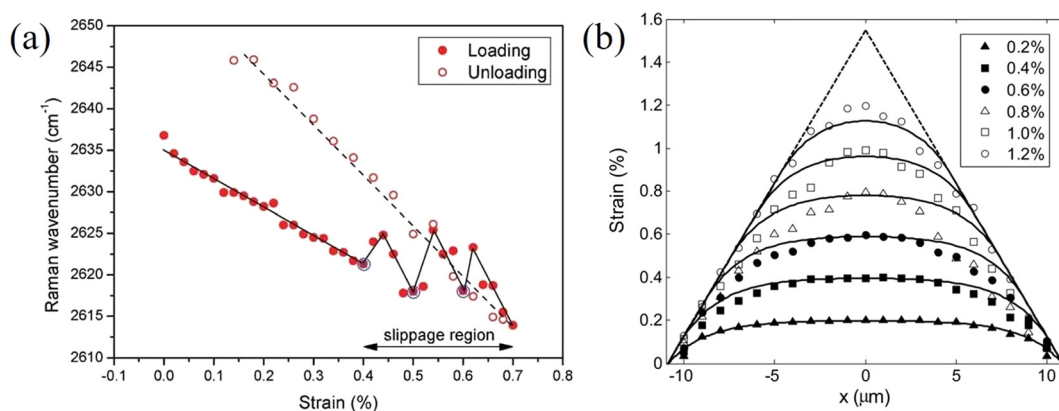 (a)
2650
2645
2640
2635
2630
2625
2620
2615
2610
Raman wavenumber (cm⁻¹)
Loading
Unloading
slippage region
-0.1 0.0 0.1 0.2 0.3 0.4 0.5 0.6 0.7 0.8
Strain (%)
(b)
1.6
1.4
1.2
1
0.8
0.6
0.4
0.2
0
Strain (%)
0.2%
0.4%
0.6%
0.8%
1.0%
1.2%
-10 -5 0 5 10
x (μm)